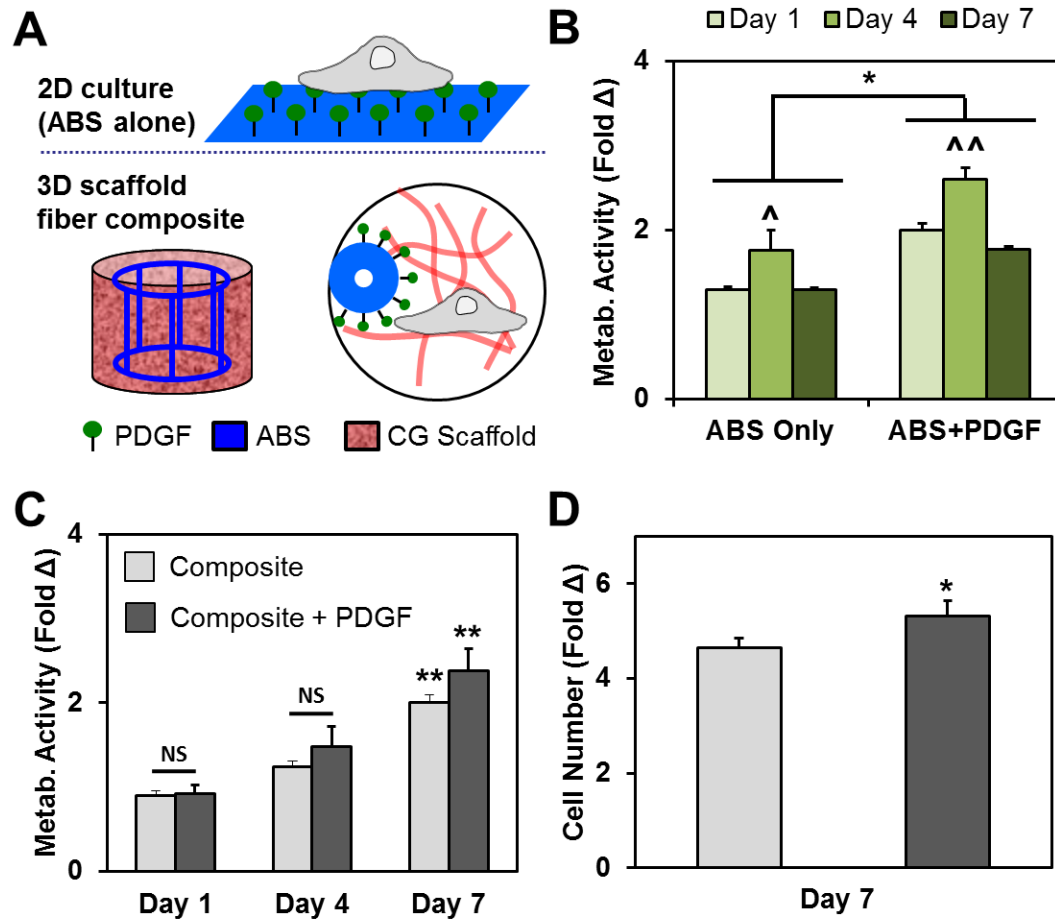 A
2D culture
(ABS alone)
3D scaffold
fiber composite
PDGF ABS CG Scaffold
B
Day 1 Day 4 Day 7
Metab. Activity (Fold Δ)
4
2
0
*
^
^^
ABS Only ABS+PDGF
C
Metab. Activity (Fold Δ)
4
2
0
Composite
Composite + PDGF
NS
NS
**
**
Day 1 Day 4 Day 7
D
Cell Number (Fold Δ)
6
4
2
0
*
Day 7